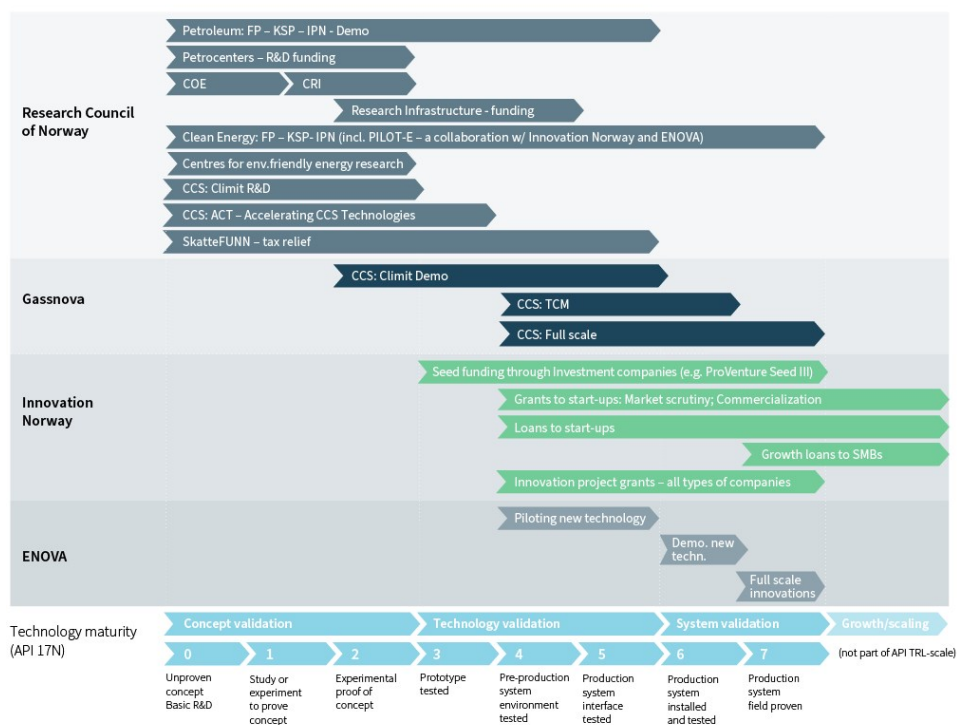 Research Council
of Norway
Petroleum: FP – KSP – IPN - Demo
Petrocenters – R&D funding
COE
CRI
Research Infrastructure - funding
Clean Energy: FP – KSP- IPN (incl. PILOT-E – a collaboration w/ Innovation Norway and ENOVA)
Centres for env.friendly energy research
CCS: Climit R&D
CCS: ACT – Accelerating CCS Technologies
SkatteFUNN – tax relief
Gassnova
CCS: Climit Demo
CCS: TCM
CCS: Full scale
Innovation
Norway
Seed funding through Investment companies (e.g. ProVenture Seed III)
Grants to start-ups: Market scrutiny; Commercialization
Loans to start-ups
Growth loans to SMBs
Innovation project grants – all types of companies
ENOVA
Piloting new technology
Demo. new
techn.
Full scale
innovations
Technology maturity
(API 17N)
Concept validation
Technology validation
System validation
Growth/scaling
0
1
2
3
4
5
6
7
(not part of API TRL-scale)
Unproven
concept
Basic R&D
Study or
experiment
to prove
concept
Experimental
proof of
concept
Prototype
tested
Pre-production
system
environment
tested
Production
system
interface
tested
Production
system
installed
and tested
Production
system
field proven